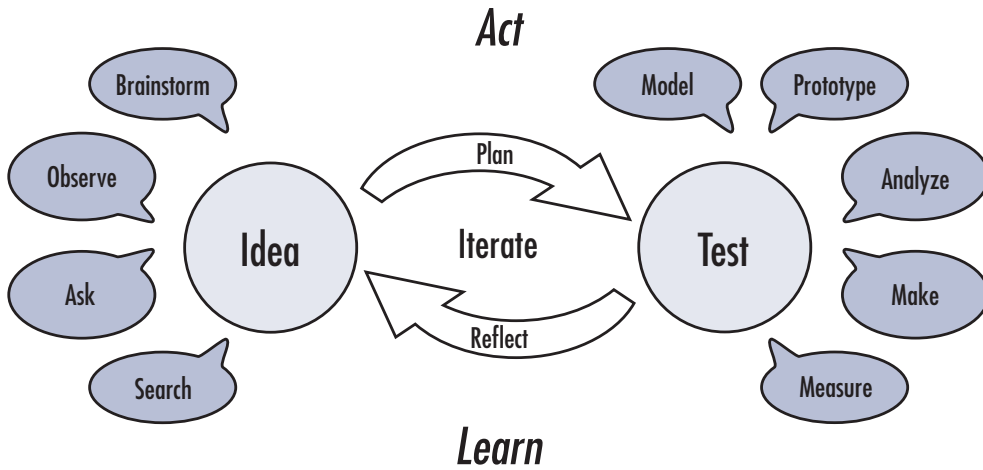 Act
Brainstorm
Model
Prototype
Observe
Plan
Analyze
Idea
Iterate
Test
Ask
Make
Reflect
Search
Measure
Learn